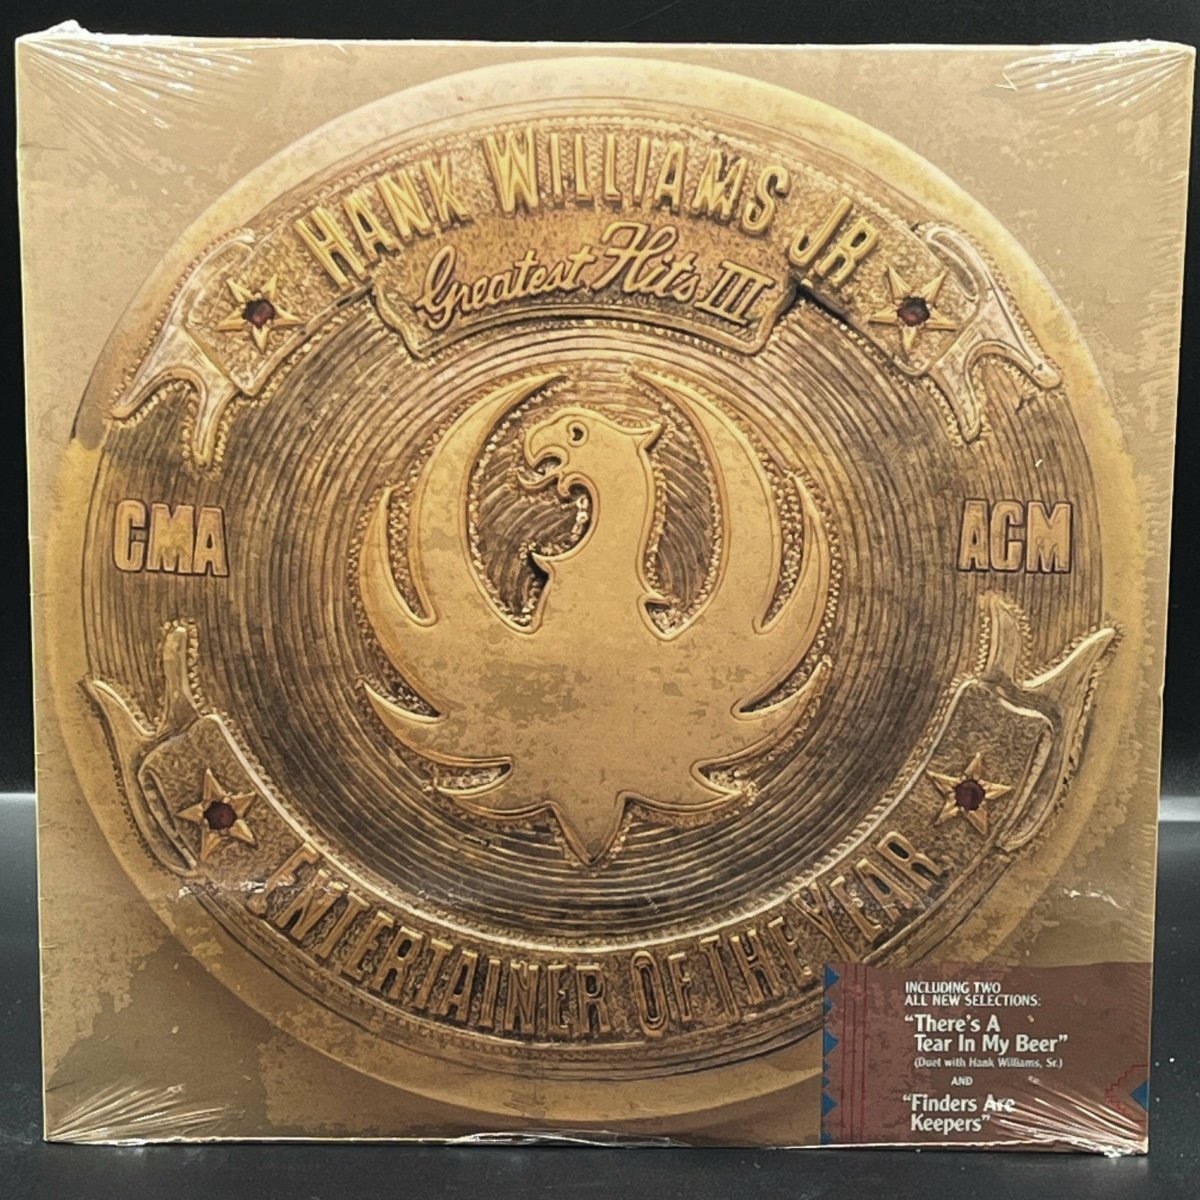 HANK WILLIAMS JR
Greatest Hits III
CMA
ACM
ENTERTAINER OF THE YEAR
INCLUDING TWO
ALL NEW SELECTIONS:
"There's A
Tear In My Beer"
(Duet with Hank Williams, Sr.)
AND
"Finders Are
Keepers"